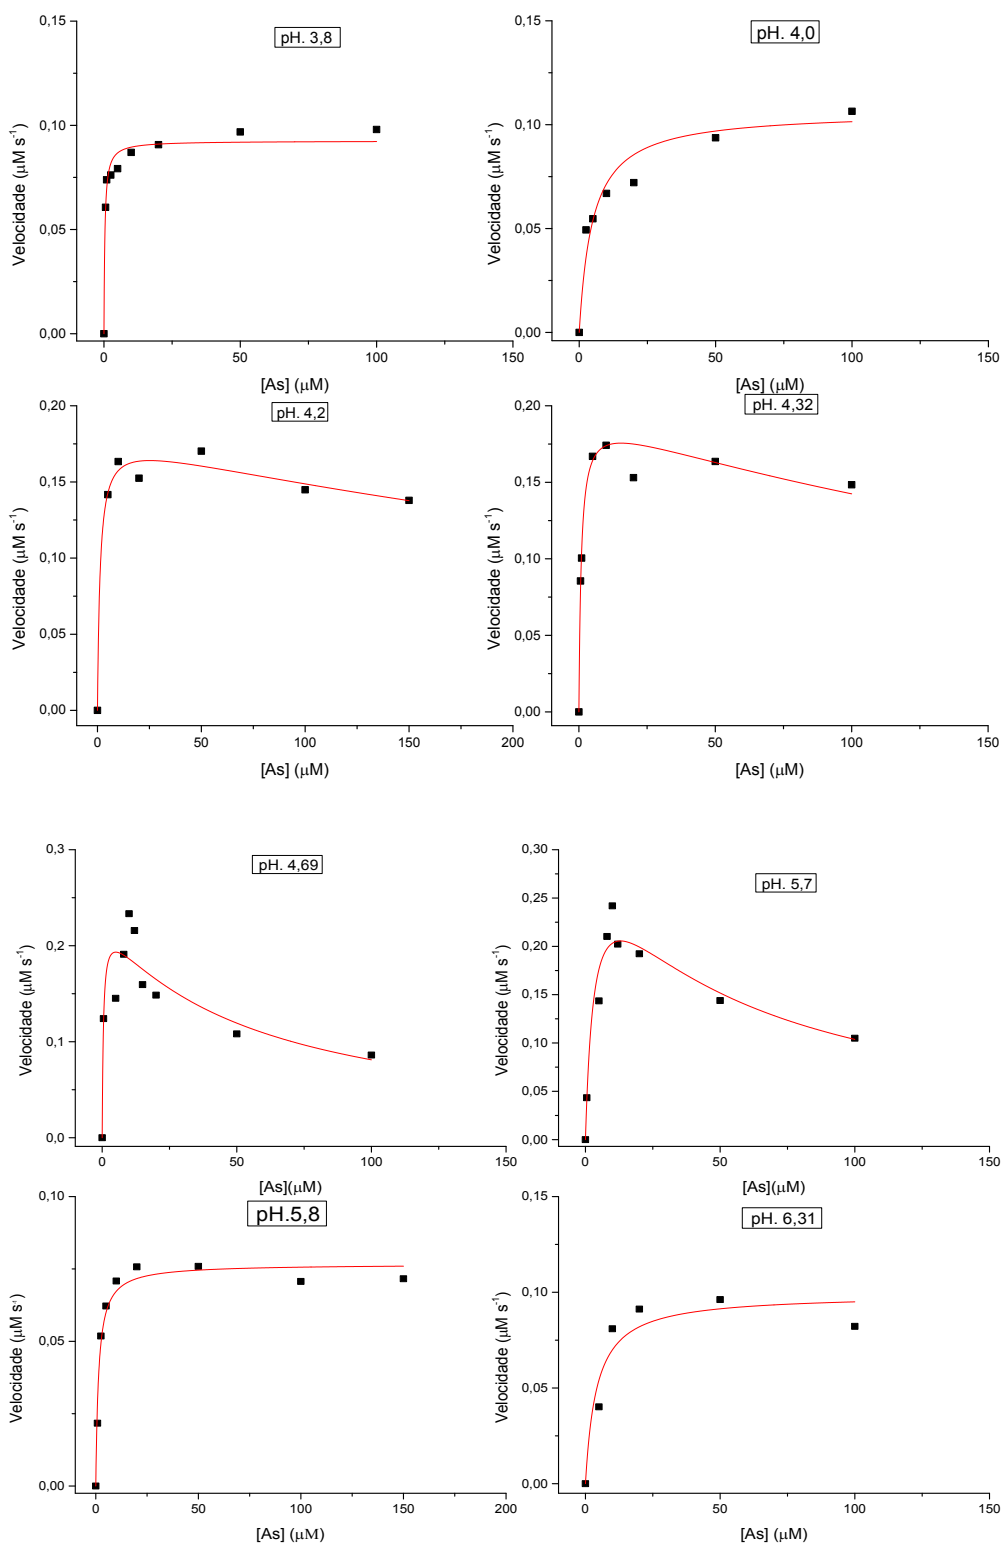 pH. 3,8
Velocidade (μM s⁻¹)
0,15
0,10
0,05
0,00
0 50 100 150
[As] (μM)
pH. 4,0
Velocidade (μM s⁻¹)
0,15
0,10
0,05
0,00
0 50 100 150
[As] (μM)
pH. 4,2
Velocidade (μM s⁻¹)
0,20
0,15
0,10
0,05
0,00
0 50 100 150 200
[As] (μM)
pH. 4,32
Velocidade (μM s⁻¹)
0,20
0,15
0,10
0,05
0,00
0 50 100 150
[As] (μM)
pH. 4,69
Velocidade (μM s⁻¹)
0,3
0,2
0,1
0,0
0 50 100 150
[As](μM)
pH. 5,7
Velocidade (μM s⁻¹)
0,30
0,25
0,20
0,15
0,10
0,05
0,00
0 50 100 150
[As](μM)
pH.5,8
Velocidade (μM s⁻¹)
0,10
0,05
0,00
0 50 100 150 200
[As] (μM)
pH. 6,31
Velocidade (μM s⁻¹)
0,15
0,10
0,05
0,00
0 50 100 150
[As] (μM)